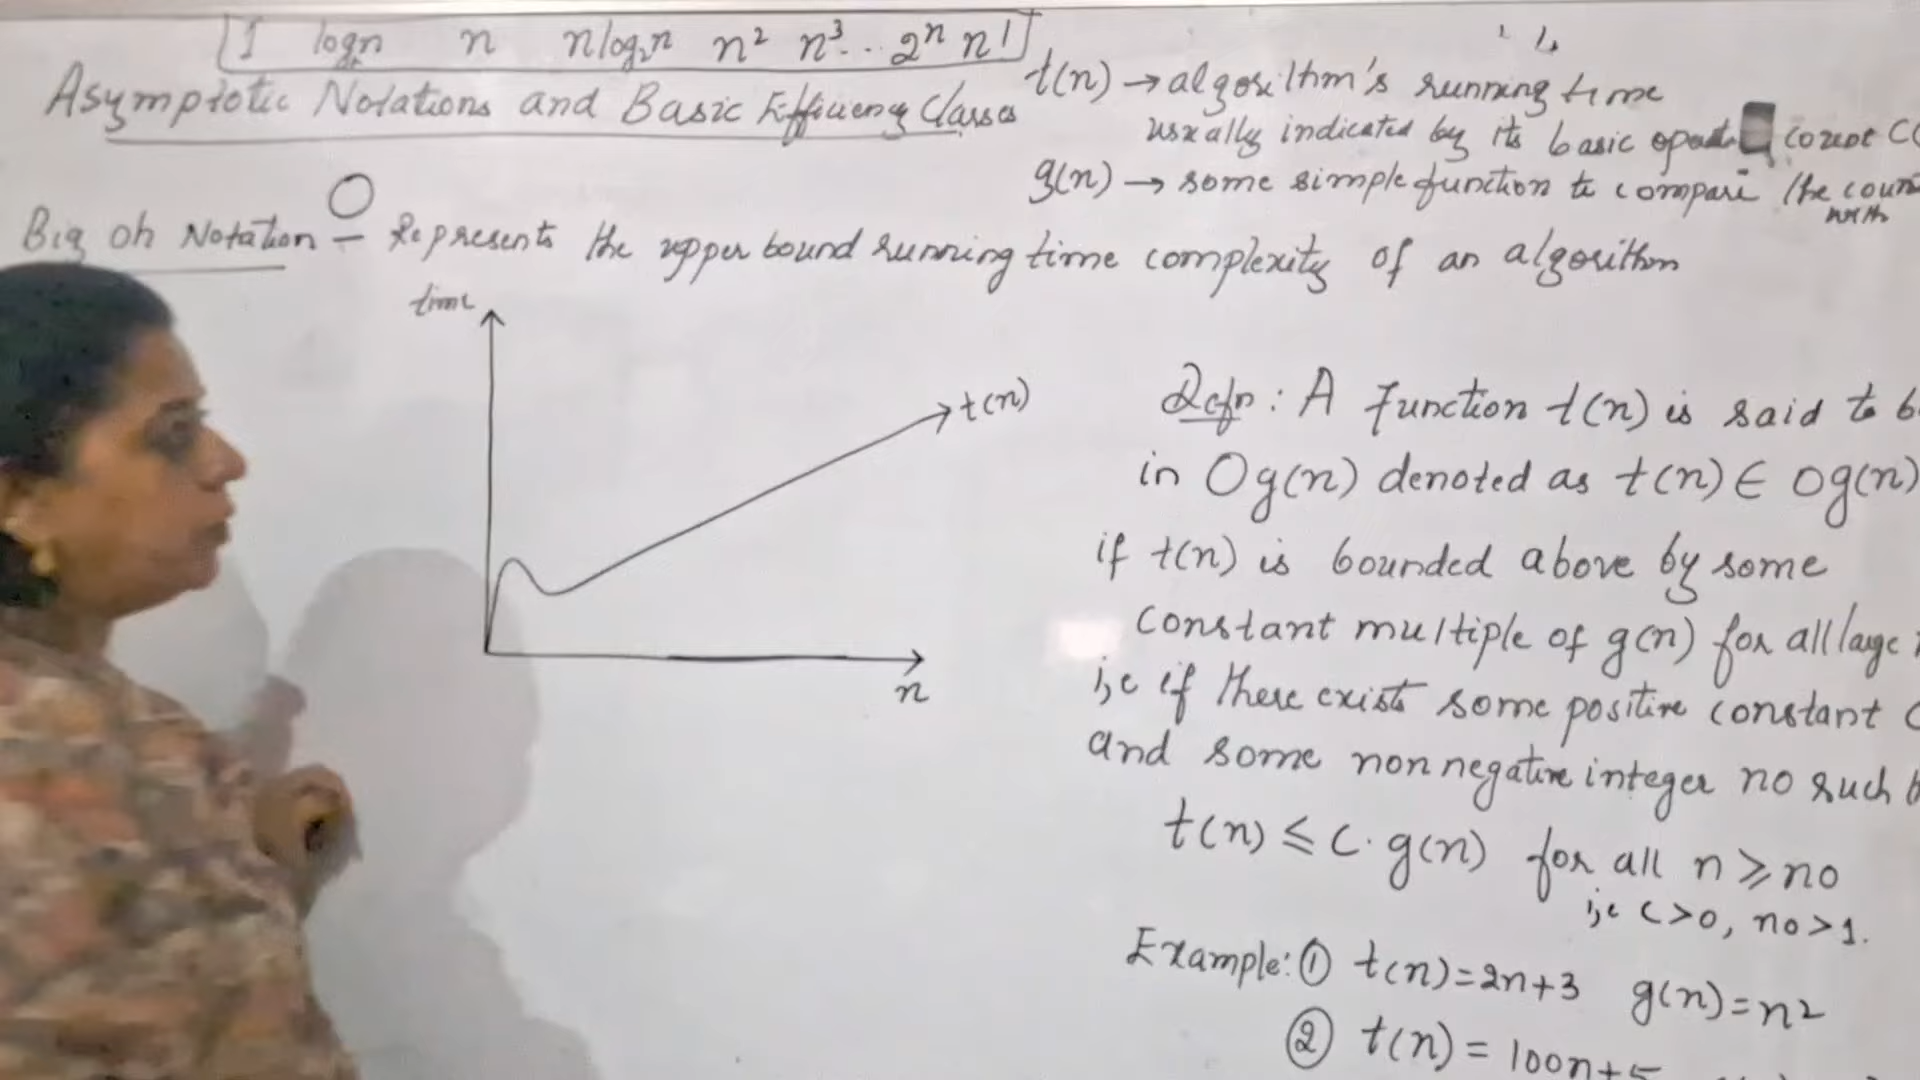 1 logn n nlog₂n n² n³... 2ⁿ n!
Asymptotic Notations and Basic Efficiency Classes
t(n) → algorithm's running time
usually indicated by its basic count
g(n) → some simple function to compare the
with
Big oh Notation O – Represents the upper bound running time complexity of an algorithm
time
t(n)
n
Defn: A function t(n) is said to
in Og(n) denoted as t(n) ∈ Og(n)
if t(n) is bounded above by some
constant multiple of g(n) for all large
i,e if there exists some positive constant
and some nonnegative integer no such
t(n) ≤ c. g(n) for all n ≥ no
i,e c>0, no>1.
Example: ① t(n)=2n+3 g(n)=n²
② t(n) = 100n+5